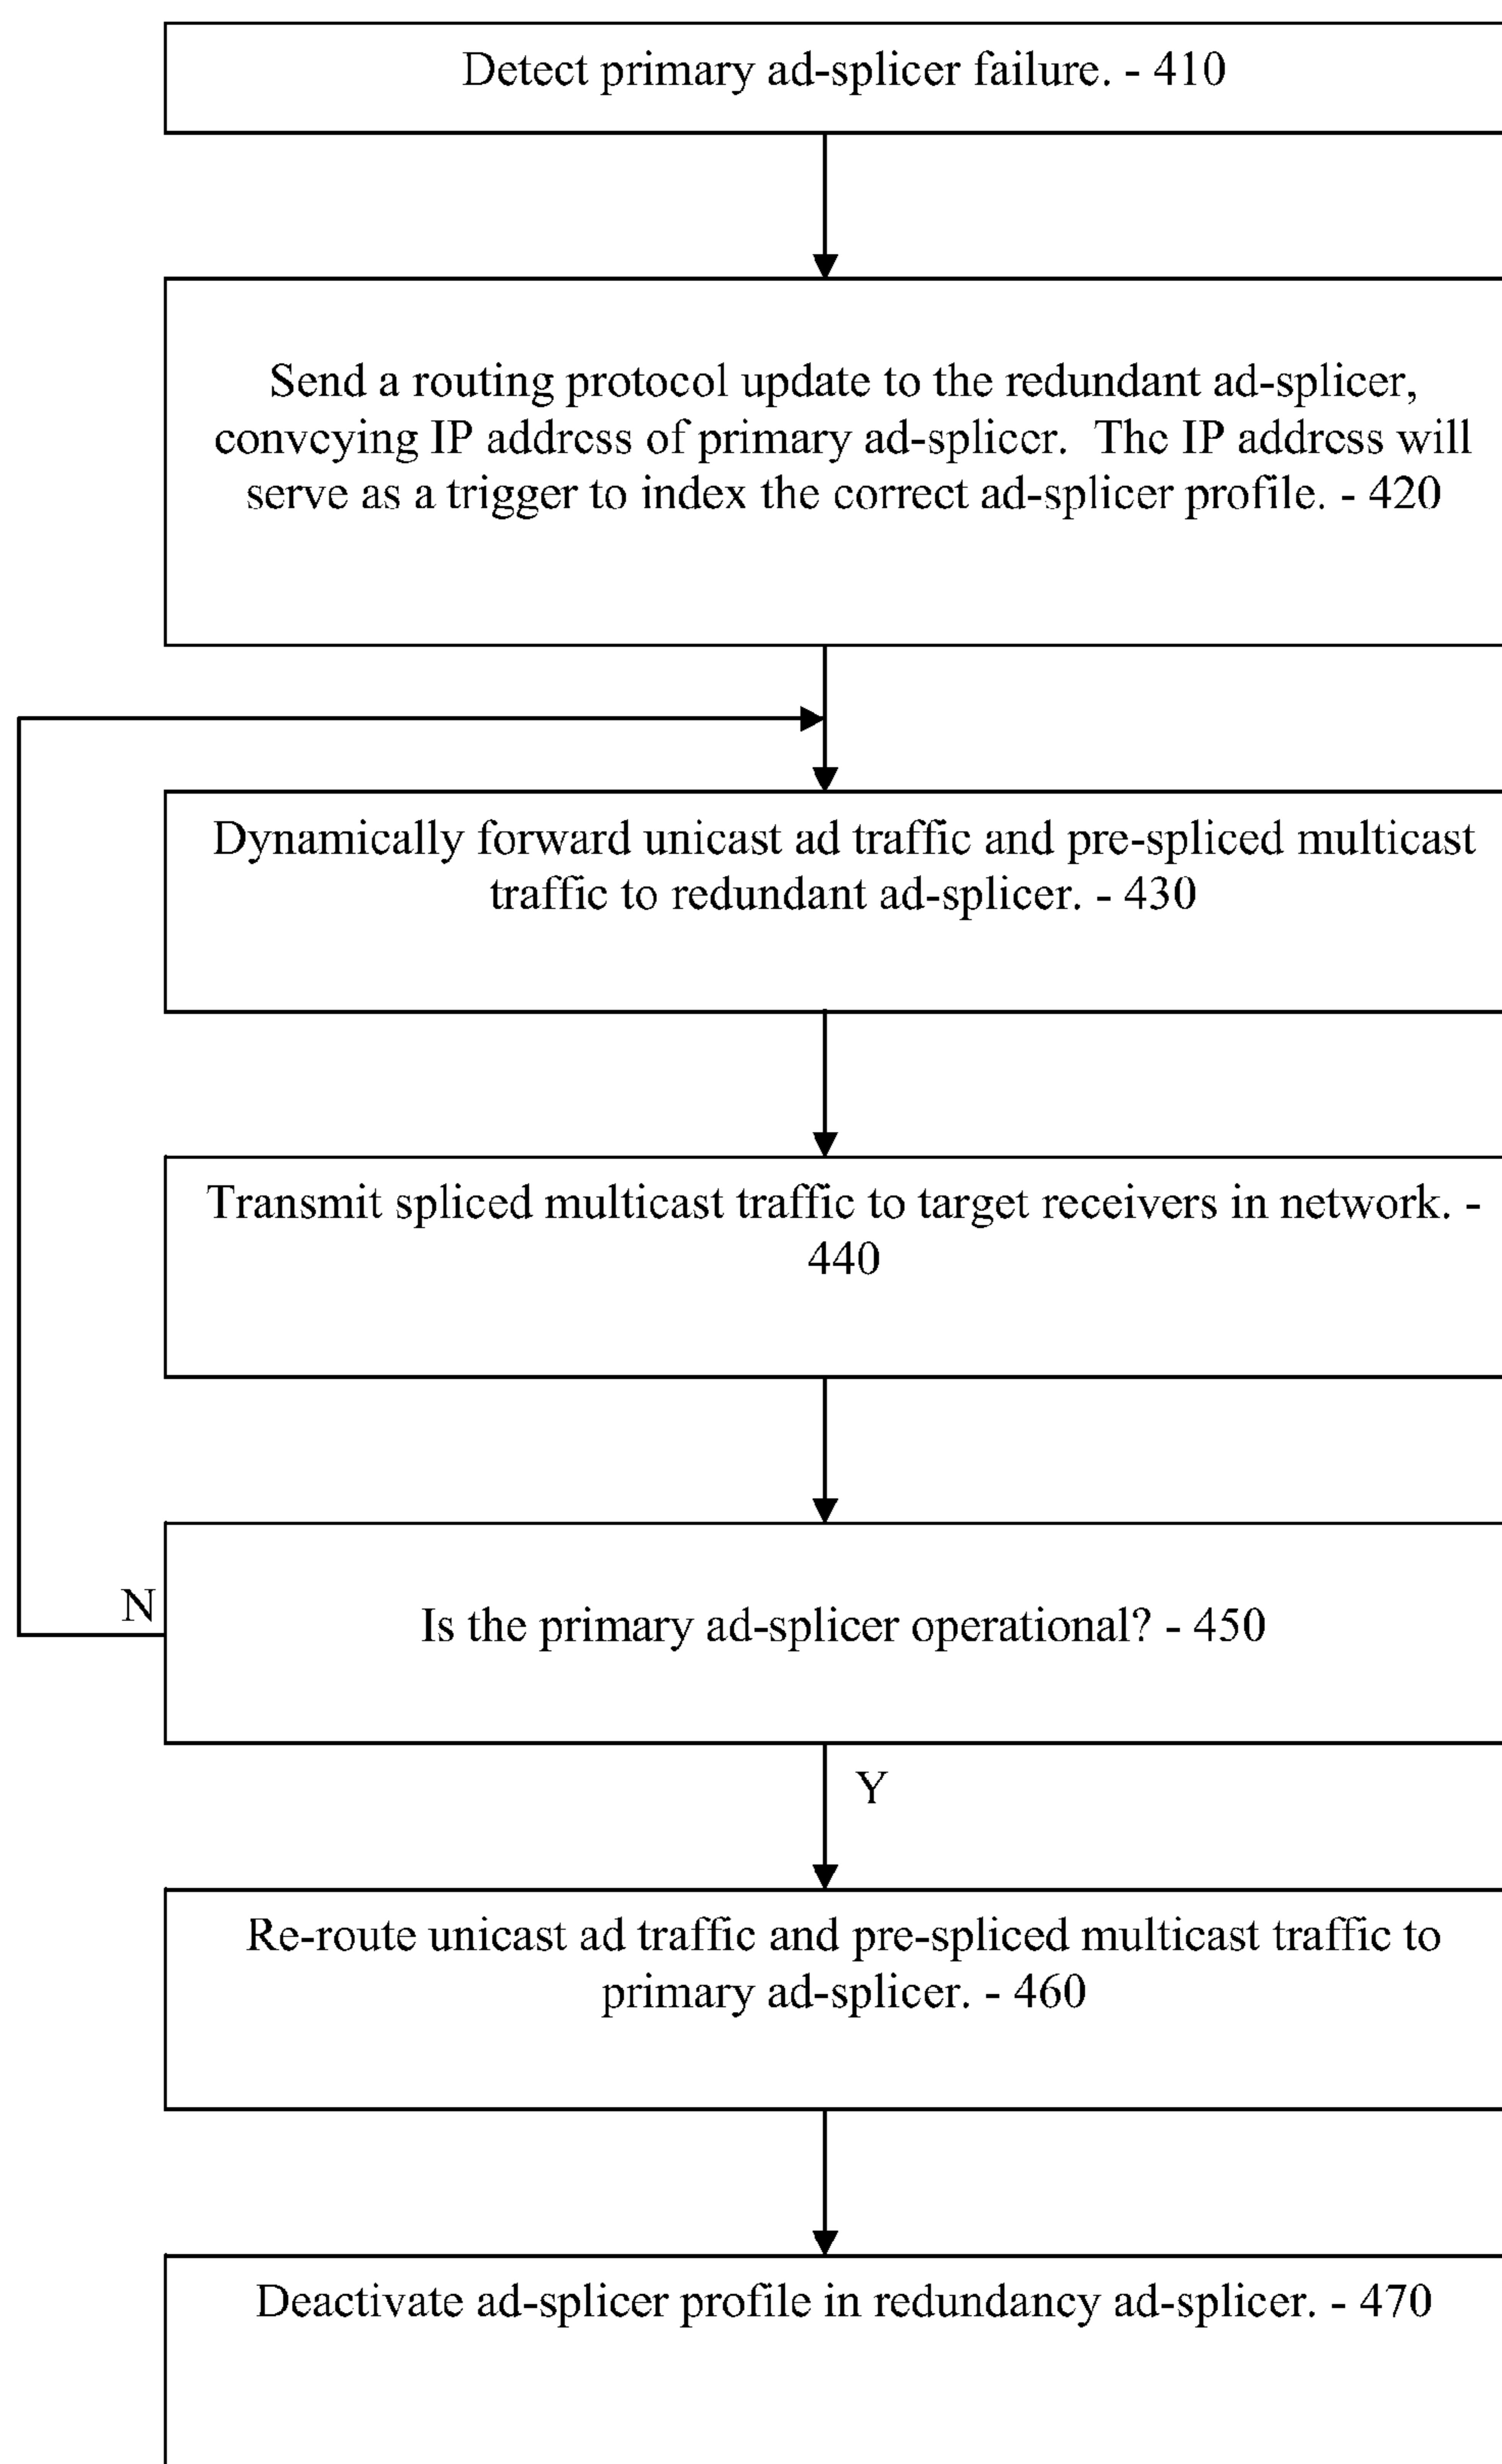 Detect primary ad-splicer failure. - 410
Send a routing protocol update to the redundant ad-splicer,
conveying IP address of primary ad-splicer.  The IP address will
serve as a trigger to index the correct ad-splicer profile. - 420
Dynamically forward unicast ad traffic and pre-spliced multicast
traffic to redundant ad-splicer. - 430
Transmit spliced multicast traffic to target receivers in network. -
440
N
Is the primary ad-splicer operational? - 450
Y
Re-route unicast ad traffic and pre-spliced multicast traffic to
primary ad-splicer. - 460
Deactivate ad-splicer profile in redundancy ad-splicer. - 470